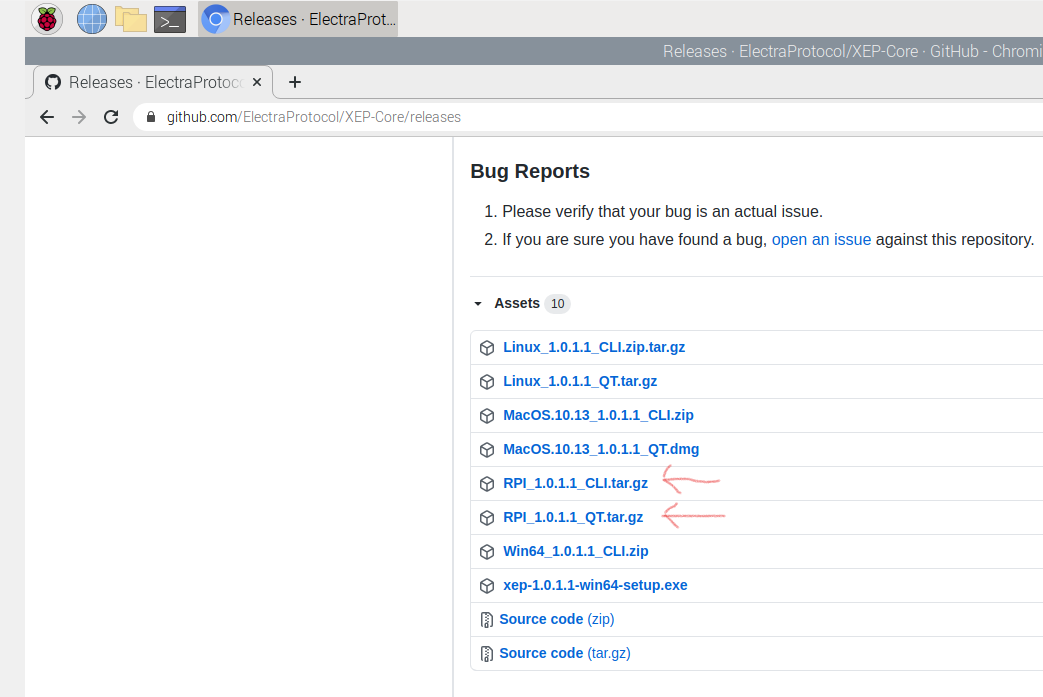 Releases · ElectraProt...
Releases · ElectraProtocol/XEP-Core · GitHub - Chromi
Releases · ElectraProtoco
github.com/ElectraProtocol/XEP-Core/releases
Bug Reports
1. Please verify that your bug is an actual issue.
2. If you are sure you have found a bug, open an issue against this repository.
Assets 10
Linux_1.0.1.1_CLI.zip.tar.gz
Linux_1.0.1.1_QT.tar.gz
MacOS.10.13_1.0.1.1_CLI.zip
MacOS.10.13_1.0.1.1_QT.dmg
RPI_1.0.1.1_CLI.tar.gz
RPI_1.0.1.1_QT.tar.gz
Win64_1.0.1.1_CLI.zip
xep-1.0.1.1-win64-setup.exe
Source code (zip)
Source code (tar.gz)